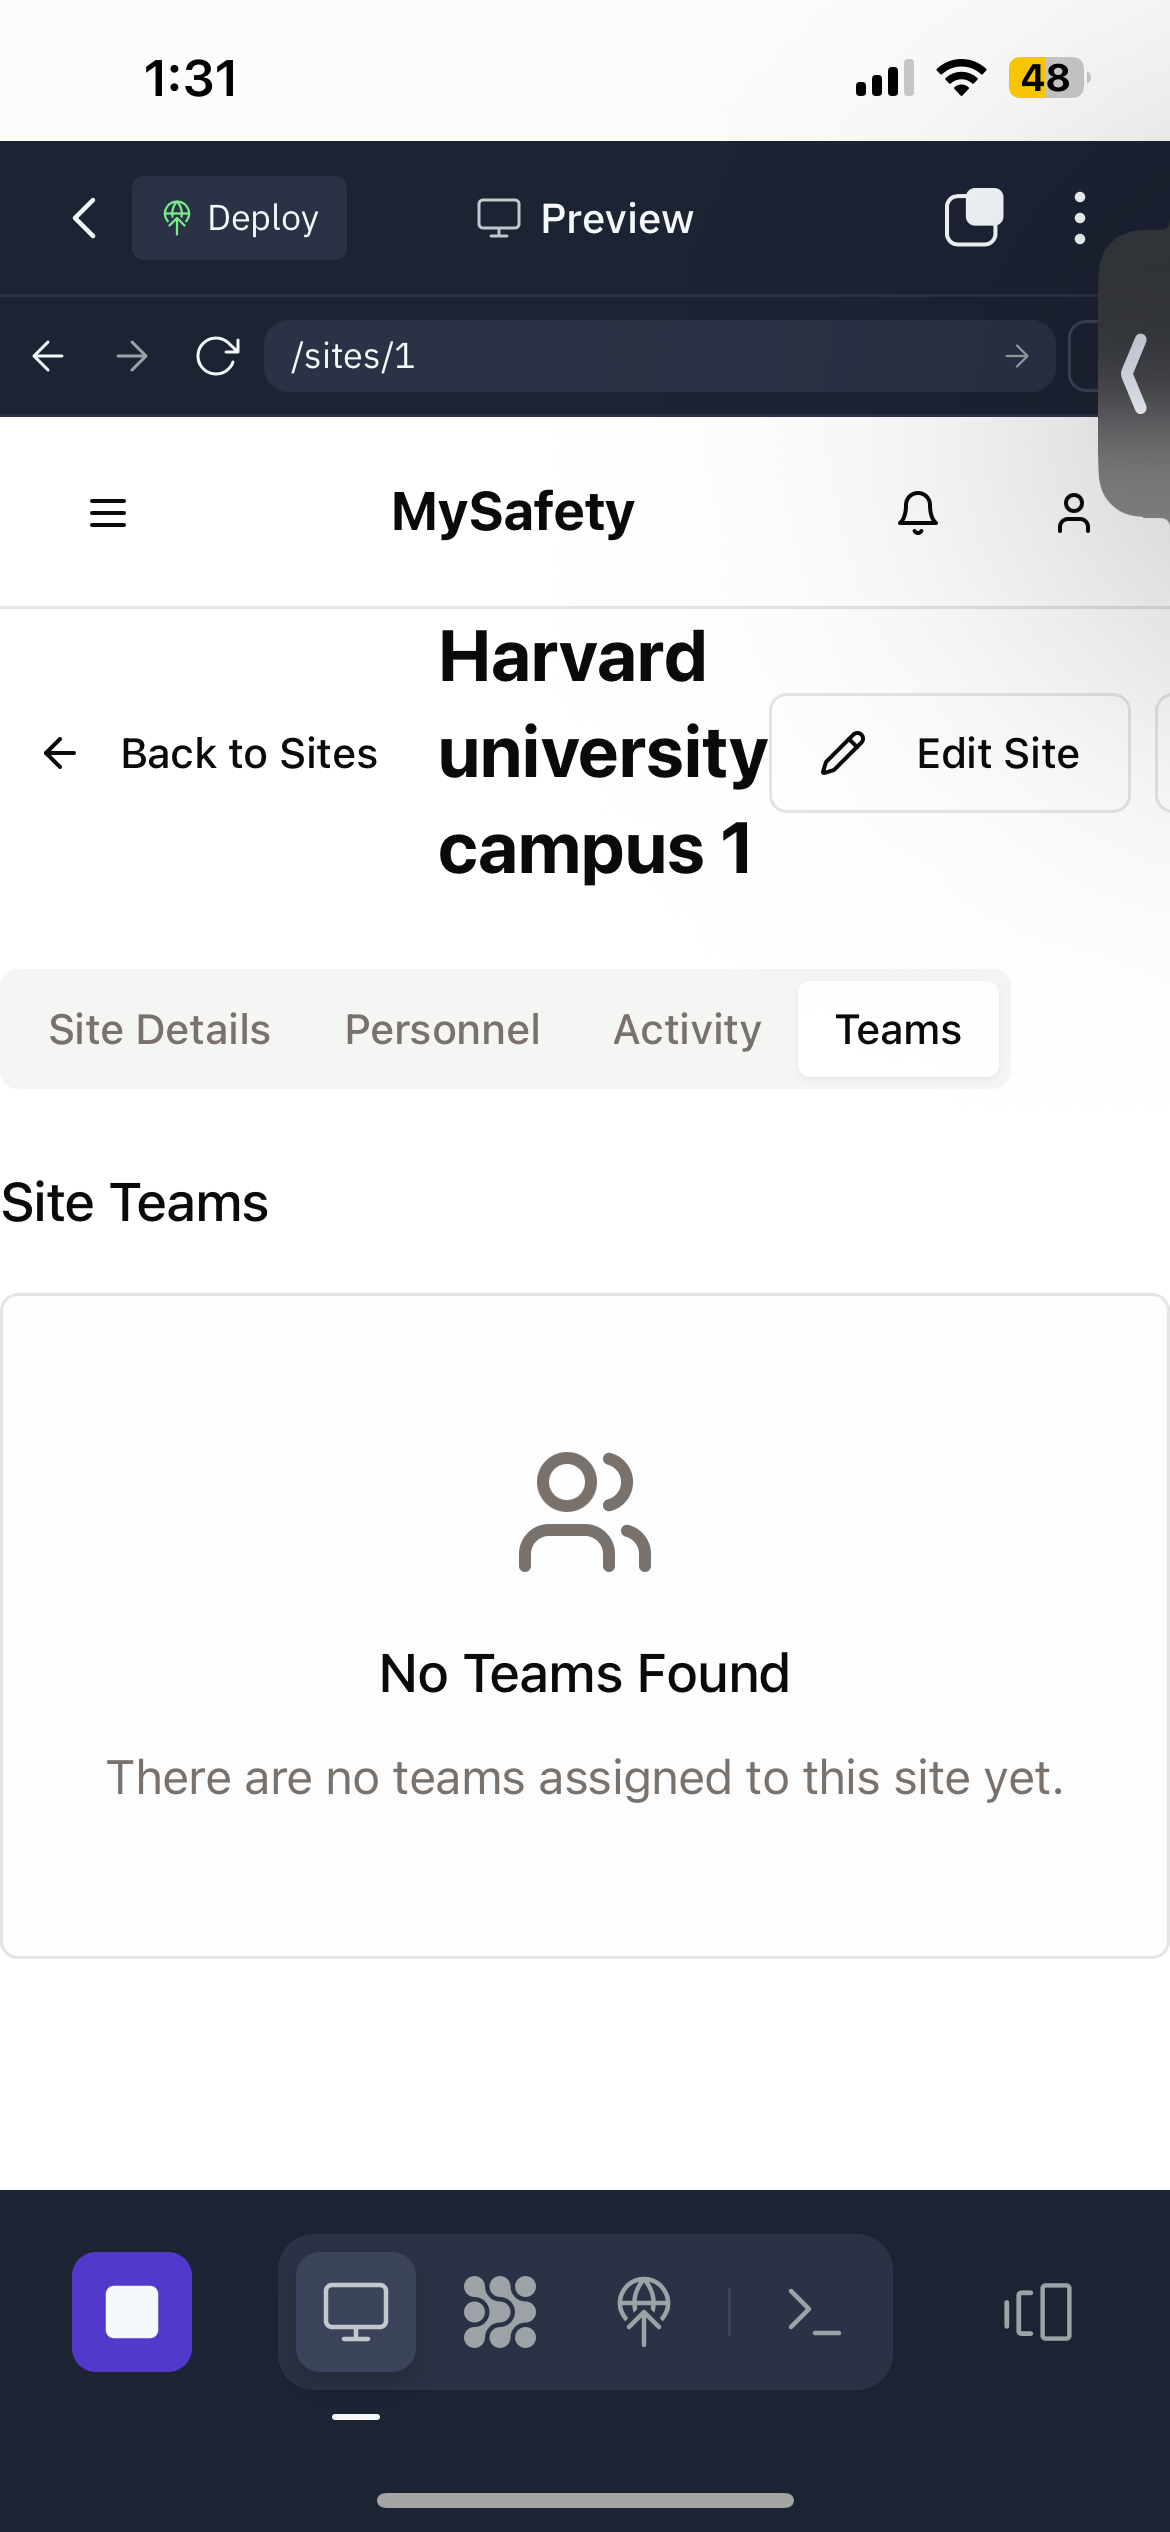 1:31
48
Deploy
Preview
/sites/1
MySafety
Back to Sites
Harvard
university
campus 1
Edit Site
Site Details
Personnel
Activity
Teams
Site Teams
No Teams Found
There are no teams assigned to this site yet.